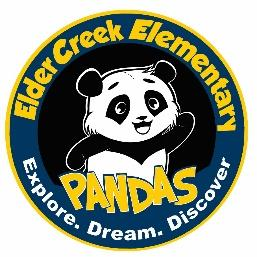 Elder Creek Elementary
PANDAS
Explore. Dream. Discover